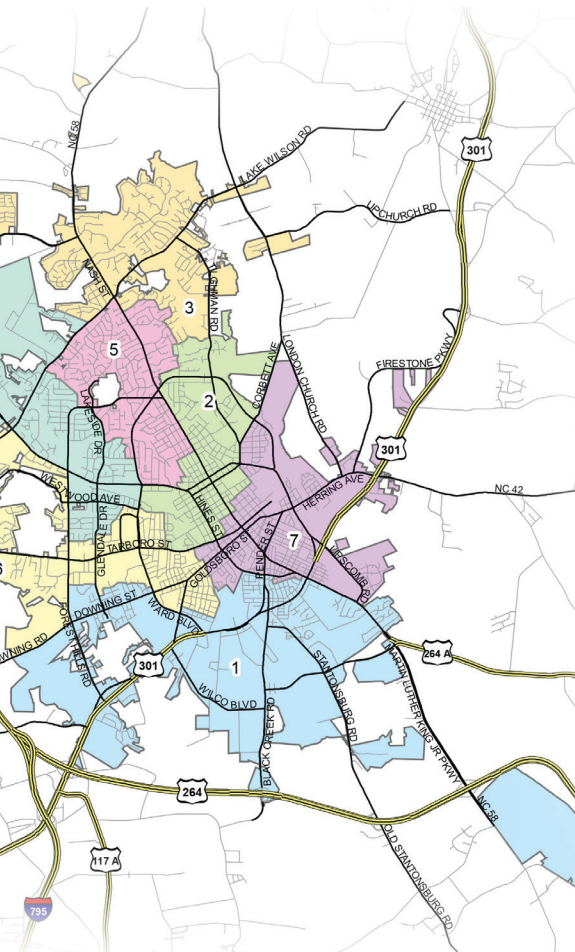 NC 58
301
LAKE WILSON RD
UPCHURCH RD
NASH ST
TILGHMAN RD
3
5
LONDON CHURCH RD
FIRESTONE PKWY
CORBETT AVE
2
LAKESIDE DR
301
WESTWOOD AVE
HERRING AVE
NC 42
HINES ST
GLENDALE DR
TARBORO ST
GOLDSBORO ST
PENDER ST
7
LIPSCOMB RD
6
DOWNING ST
WARD BLVD
FOREST HILLS RD
WNING RD
301
1
264 A
MARTIN LUTHER KING JR PKWY
STANTONSBURG RD
WILCO BLVD
BLACK CREEK RD
264
NC 58
OLD STANTONSBURG RD
117 A
795